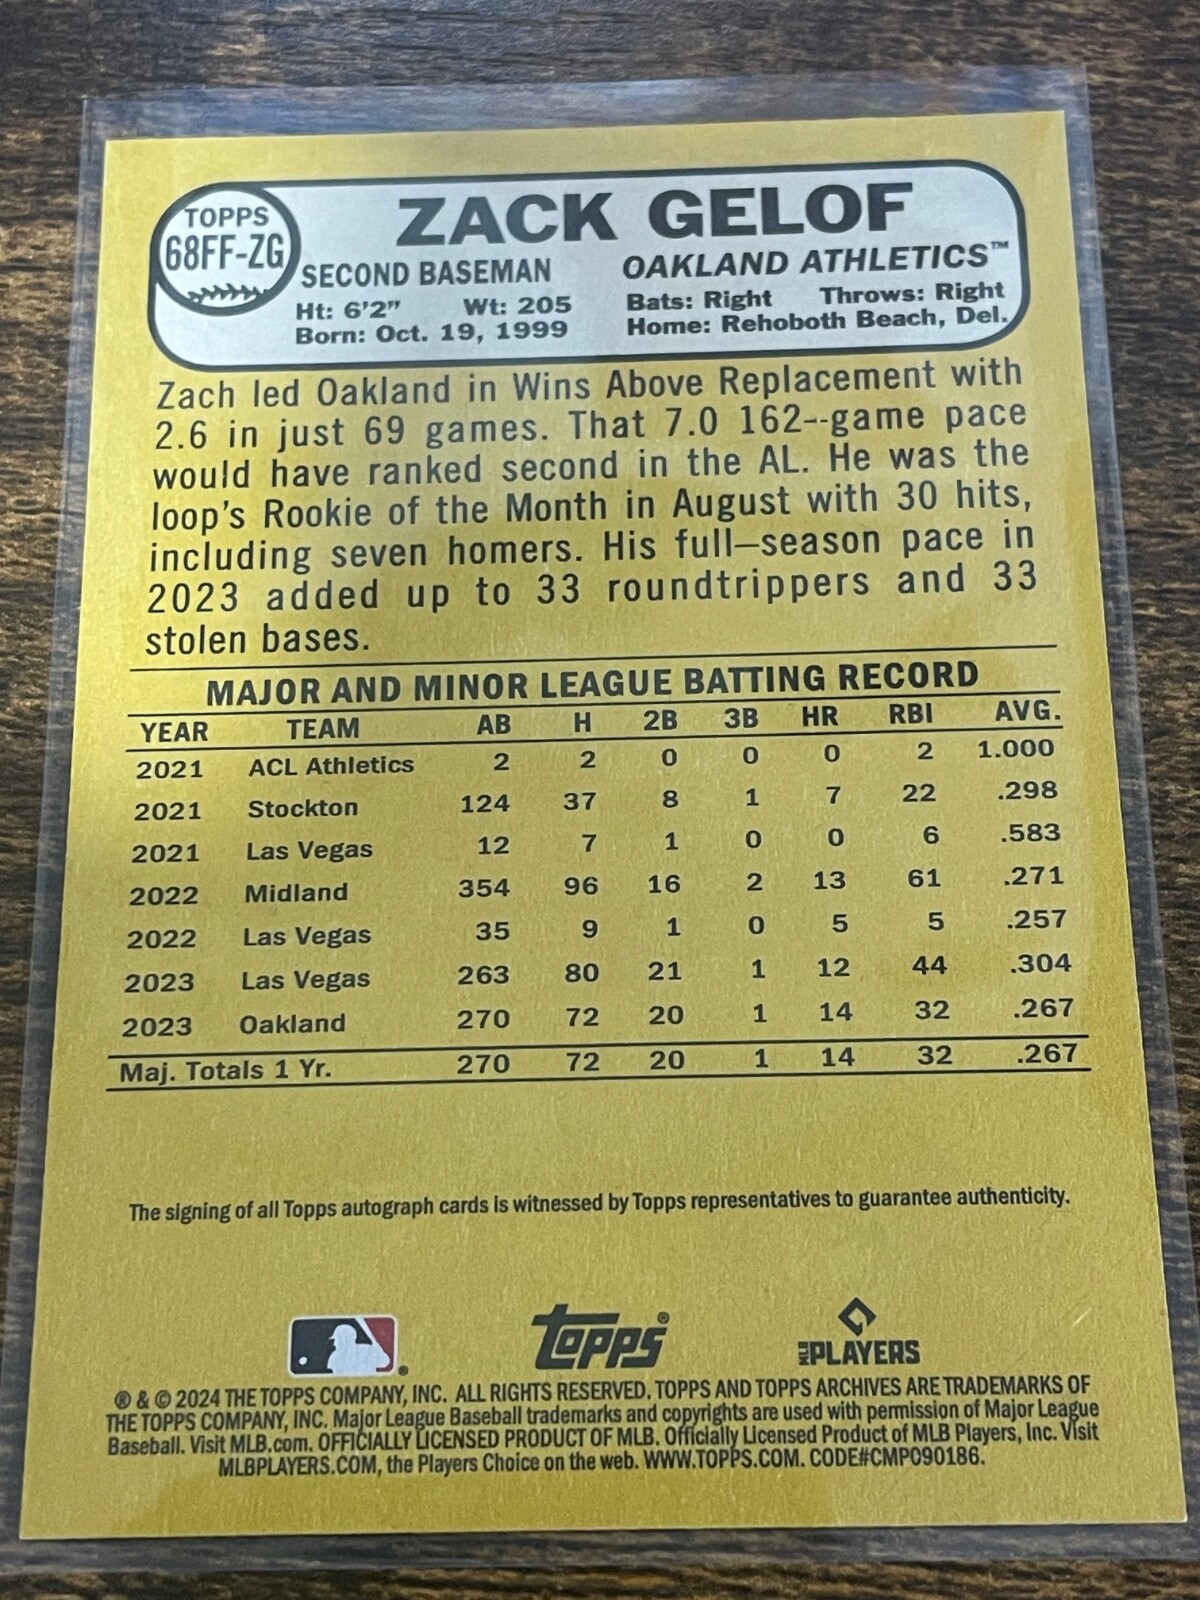 TOPPS
68FF-ZG
ZACK GELOF
SECOND BASEMAN
OAKLAND ATHLETICS™
Ht: 6'2" Wt: 205
Bats: Right Throws: Right
Born: Oct. 19, 1999
Home: Rehoboth Beach, Del.
Zach led Oakland in Wins Above Replacement with
2.6 in just 69 games. That 7.0 162--game pace
would have ranked second in the AL. He was the
loop's Rookie of the Month in August with 30 hits,
including seven homers. His full—season pace in
2023 added up to 33 roundtrippers and 33
stolen bases.
MAJOR AND MINOR LEAGUE BATTING RECORD
YEAR TEAM AB H 2B 3B HR RBI AVG.
2021 ACL Athletics 2 2 0 0 0 2 1.000
2021 Stockton 124 37 8 1 7 22 .298
2021 Las Vegas 12 7 1 0 0 6 .583
2022 Midland 354 96 16 2 13 61 .271
2022 Las Vegas 35 9 1 0 5 5 .257
2023 Las Vegas 263 80 21 1 12 44 .304
2023 Oakland 270 72 20 1 14 32 .267
Maj. Totals 1 Yr. 270 72 20 1 14 32 .267
The signing of all Topps autograph cards is witnessed by Topps representatives to guarantee authenticity.
®
Topps®
MLB PLAYERS
® & © 2024 THE TOPPS COMPANY, INC. ALL RIGHTS RESERVED. TOPPS AND TOPPS ARCHIVES ARE TRADEMARKS OF
THE TOPPS COMPANY, INC. Major League Baseball trademarks and copyrights are used with permission of Major League
Baseball. Visit MLB.com. OFFICIALLY LICENSED PRODUCT OF MLB. Officially Licensed Product of MLB Players, Inc. Visit
MLBPLAYERS.COM, the Players Choice on the web. WWW.TOPPS.COM. CODE#CMP090186.